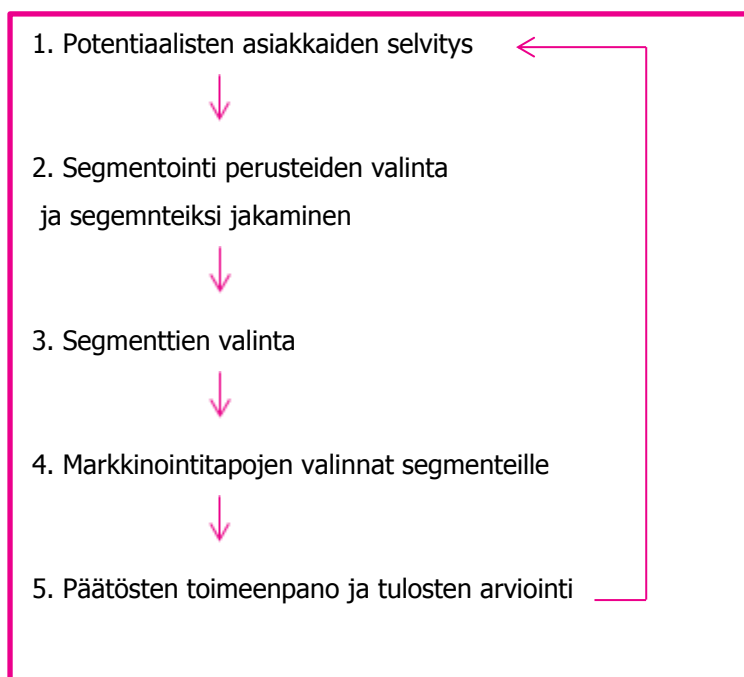 1. Potentiaalisten asiakkaiden selvitys
2. Segmentointi perusteiden valinta
ja segemnteiksi jakaminen
3. Segmenttien valinta
4. Markkinointitapojen valinnat segmenteille
5. Päätösten toimeenpano ja tulosten arviointi